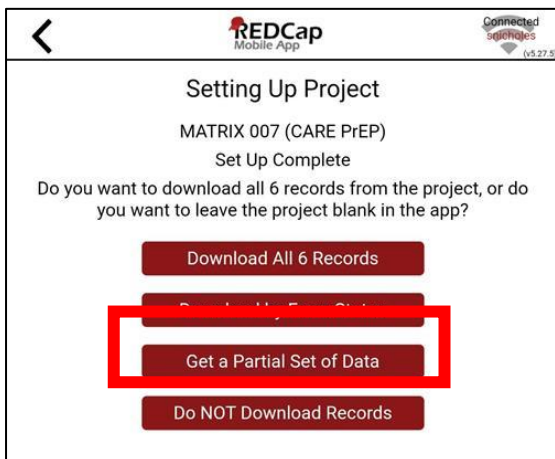 REDCap
Mobile App
Connected
snicholes
(v5.27.5)
Setting Up Project
MATRIX 007 (CARE PrEP)
Set Up Complete
Do you want to download all 6 records from the project, or do
you want to leave the project blank in the app?
Download All 6 Records
Get a Partial Set of Data
Do NOT Download Records